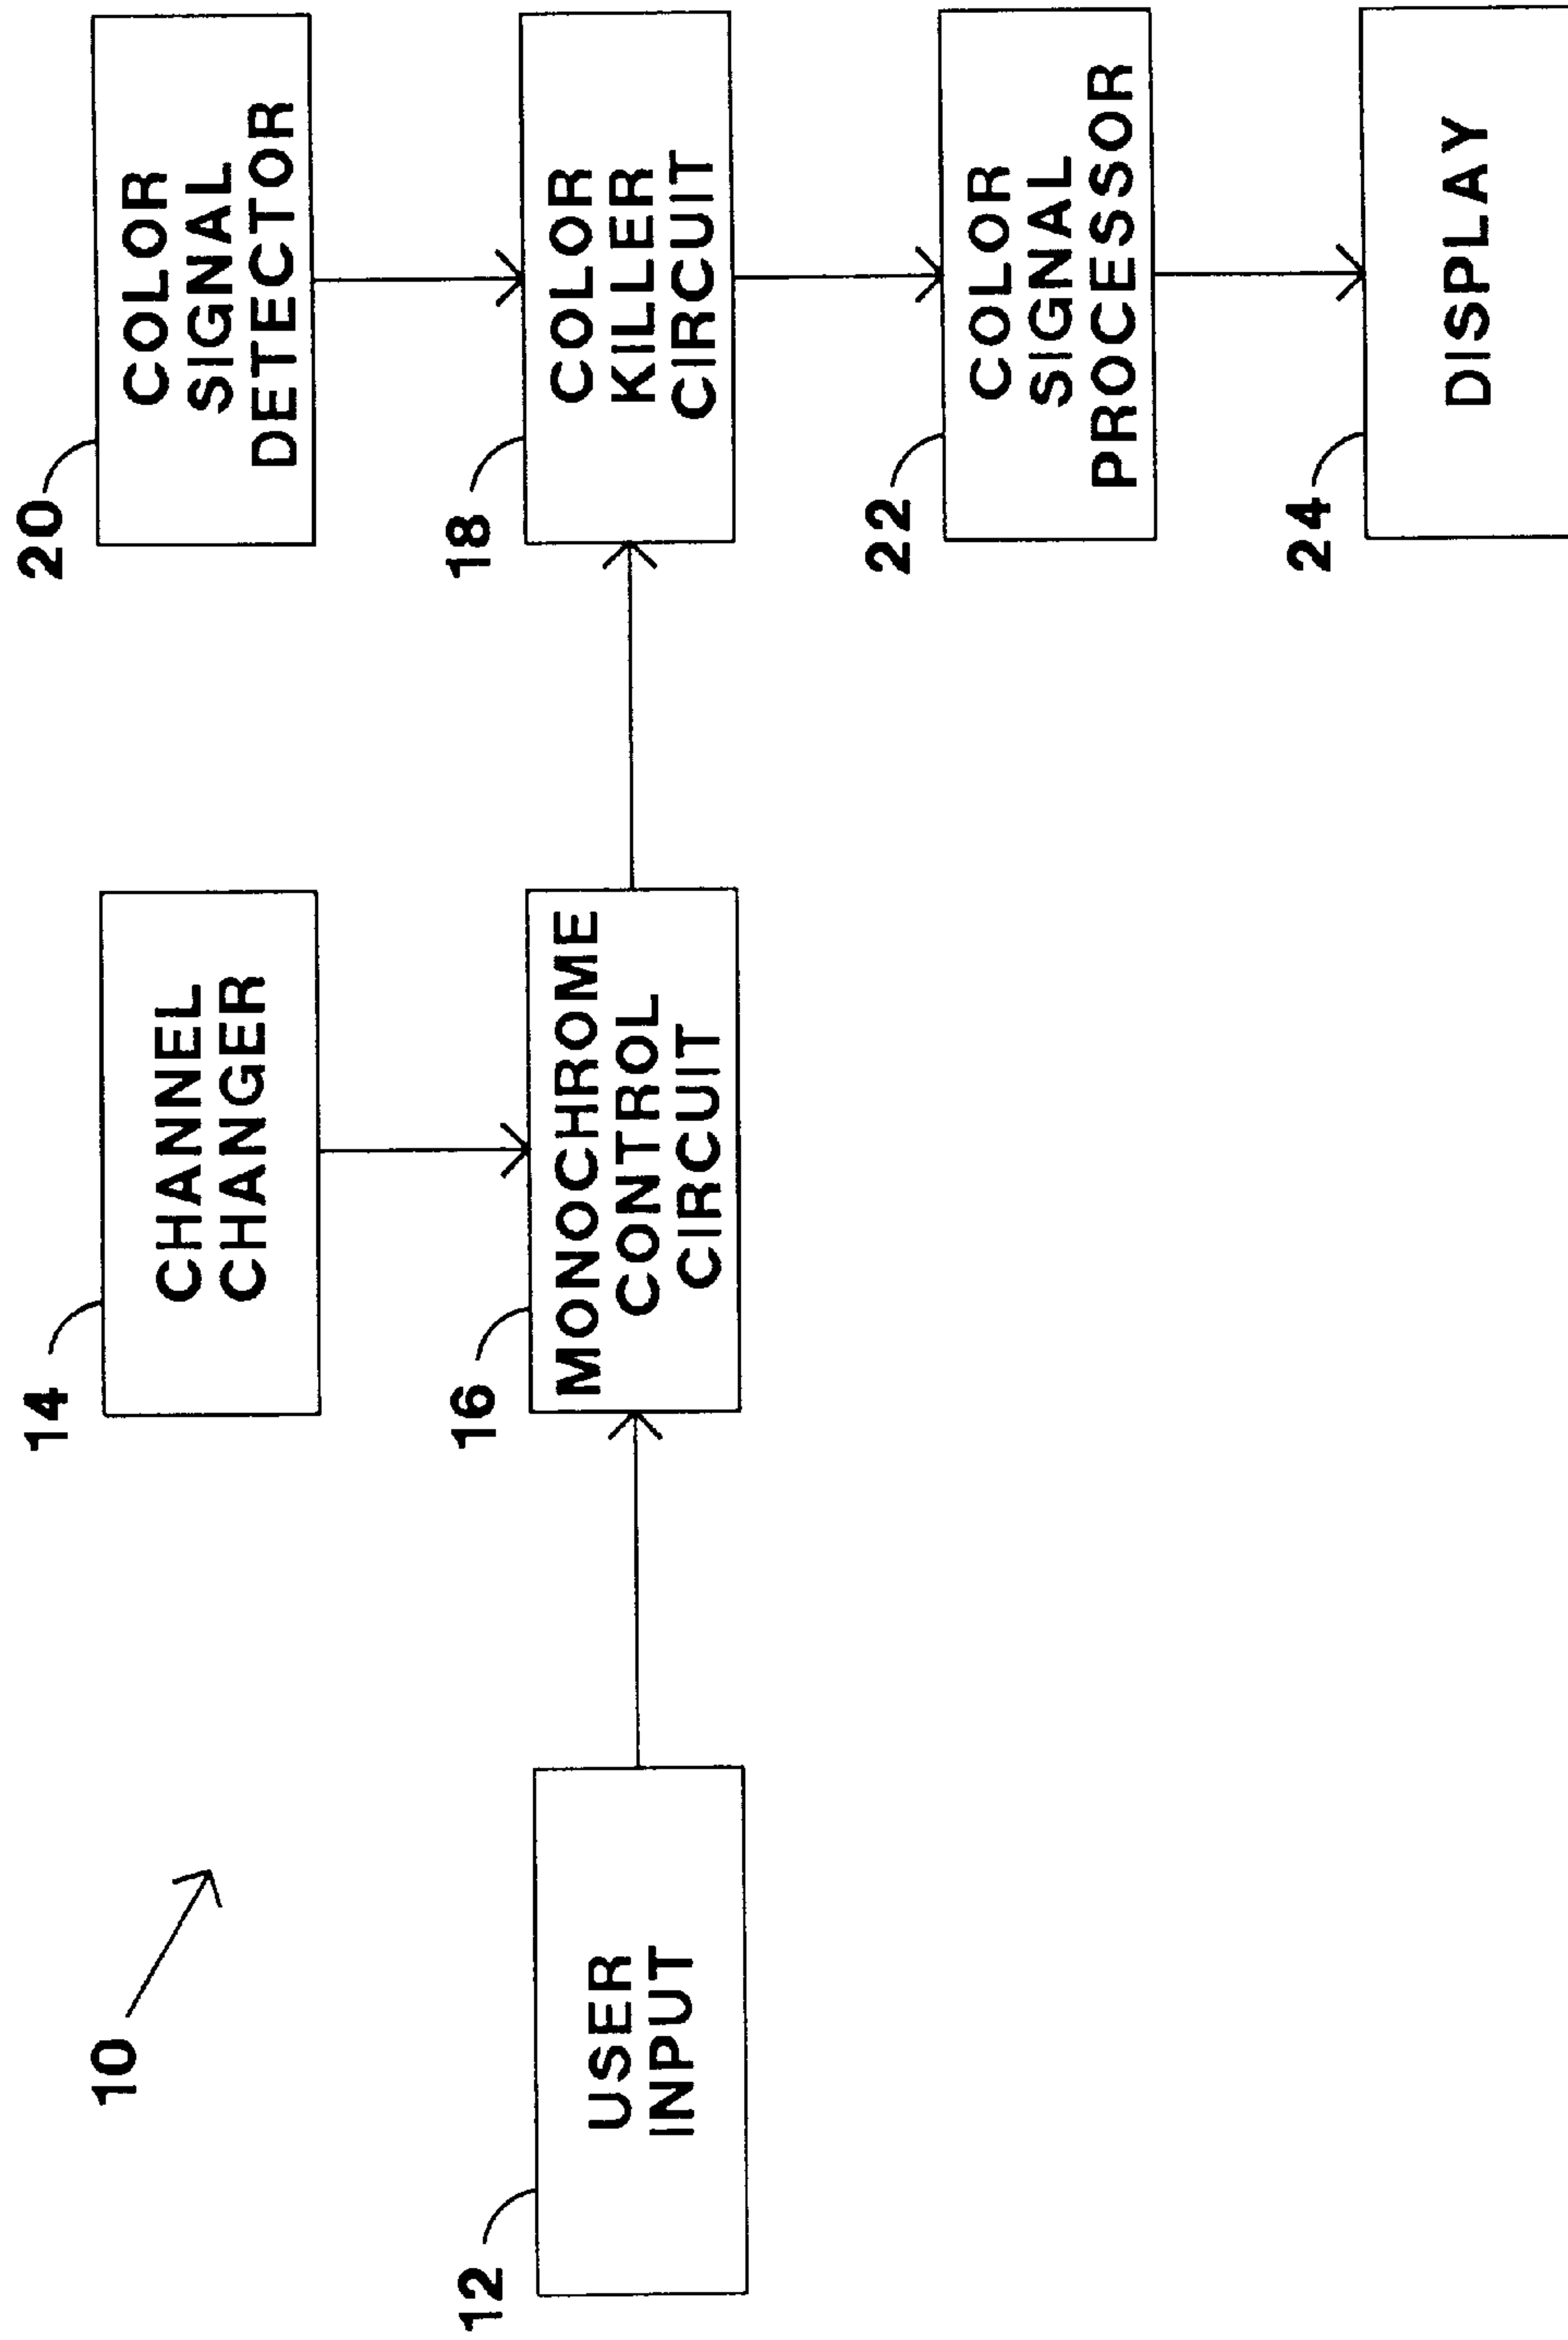 10
20
COLOR
SIGNAL
DETECTOR
14
CHANNEL
CHANGER
12
USER
INPUT
16
MONOCHROME
CONTROL
CIRCUIT
18
COLOR
KILLER
CIRCUIT
22
COLOR
SIGNAL
PROCESSOR
24
DISPLAY